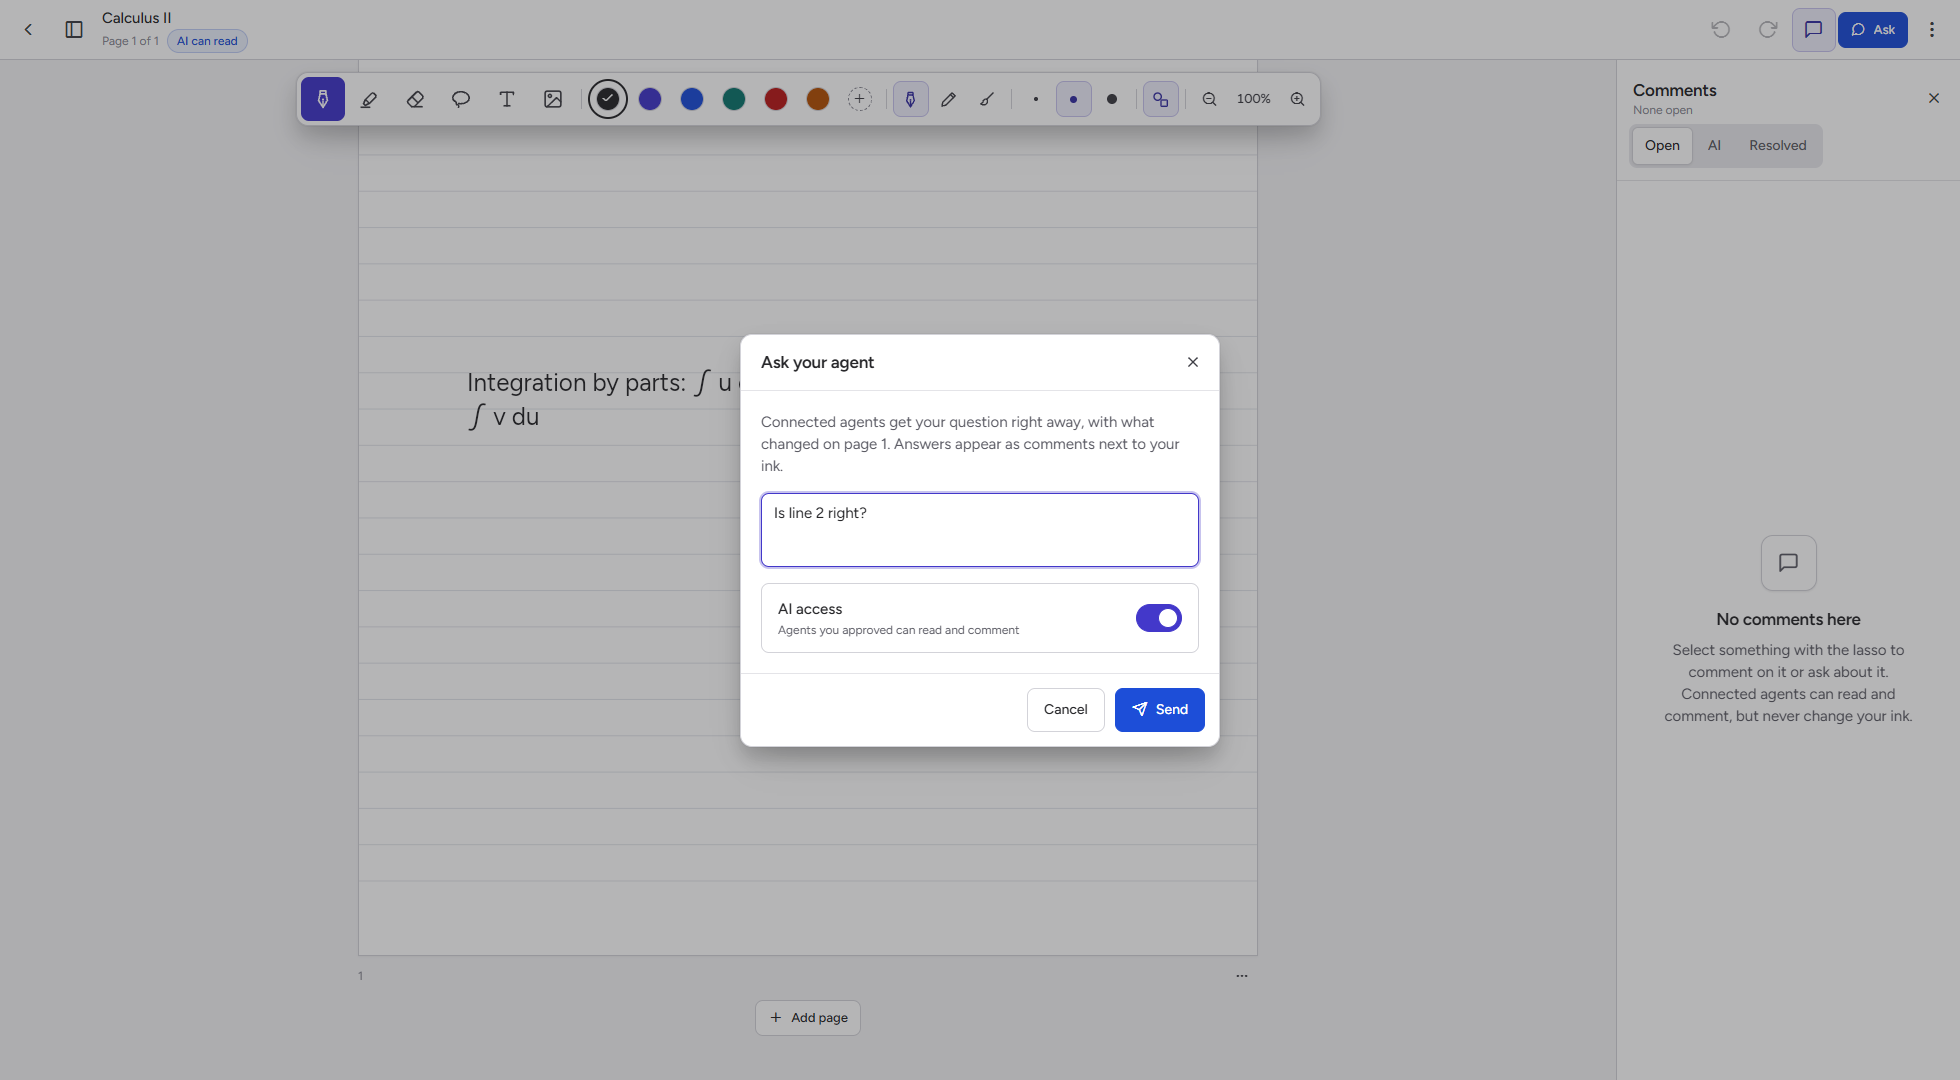 Calculus II
Page 1 of 1 AI can read
Ask
100%
Comments
None open
Open AI Resolved
Integration by parts: ∫ u
∫ v du
Ask your agent
Connected agents get your question right away, with what
changed on page 1. Answers appear as comments next to your
ink.
Is line 2 right?
AI access
Agents you approved can read and comment
Cancel Send
No comments here
Select something with the lasso to
comment on it or ask about it.
Connected agents can read and
comment, but never change your ink.
1
Add page